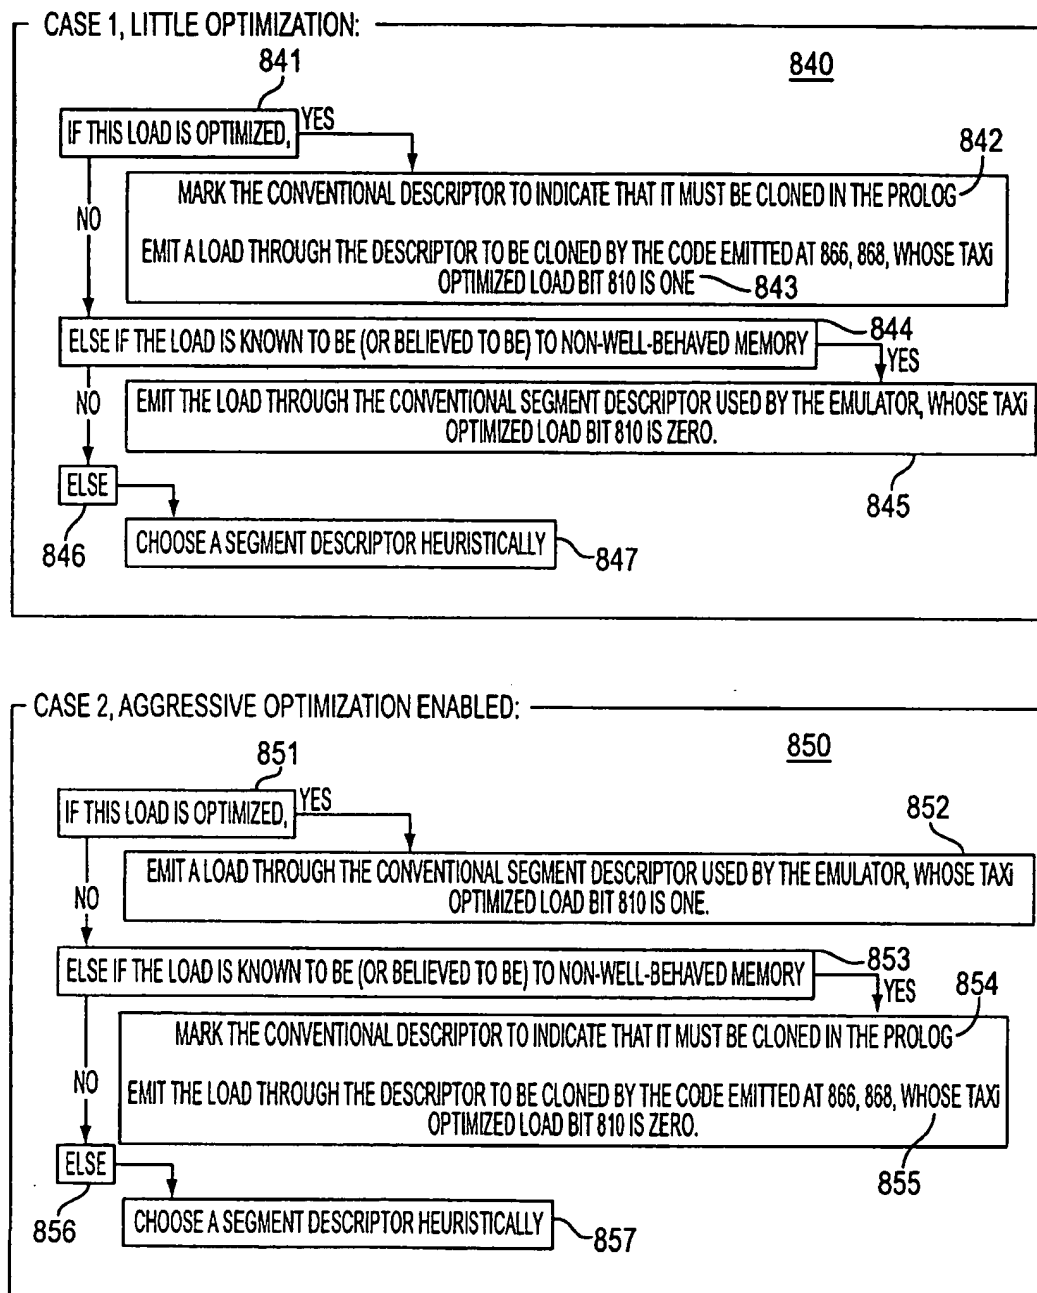 CASE 1, LITTLE OPTIMIZATION:
840
841
IF THIS LOAD IS OPTIMIZED,
YES
842
MARK THE CONVENTIONAL DESCRIPTOR TO INDICATE THAT IT MUST BE CLONED IN THE PROLOG
NO
EMIT A LOAD THROUGH THE DESCRIPTOR TO BE CLONED BY THE CODE EMITTED AT 866, 868, WHOSE TAXi
OPTIMIZED LOAD BIT 810 IS ONE
843
844
ELSE IF THE LOAD IS KNOWN TO BE (OR BELIEVED TO BE) TO NON-WELL-BEHAVED MEMORY
YES
NO
EMIT THE LOAD THROUGH THE CONVENTIONAL SEGMENT DESCRIPTOR USED BY THE EMULATOR, WHOSE TAXi
OPTIMIZED LOAD BIT 810 IS ZERO.
845
ELSE
846
CHOOSE A SEGMENT DESCRIPTOR HEURISTICALLY
847
CASE 2, AGGRESSIVE OPTIMIZATION ENABLED:
850
851
IF THIS LOAD IS OPTIMIZED,
YES
852
EMIT A LOAD THROUGH THE CONVENTIONAL SEGMENT DESCRIPTOR USED BY THE EMULATOR, WHOSE TAXi
OPTIMIZED LOAD BIT 810 IS ONE.
NO
853
ELSE IF THE LOAD IS KNOWN TO BE (OR BELIEVED TO BE) TO NON-WELL-BEHAVED MEMORY
YES
854
MARK THE CONVENTIONAL DESCRIPTOR TO INDICATE THAT IT MUST BE CLONED IN THE PROLOG
NO
EMIT THE LOAD THROUGH THE DESCRIPTOR TO BE CLONED BY THE CODE EMITTED AT 866, 868, WHOSE TAXi
OPTIMIZED LOAD BIT 810 IS ZERO.
855
ELSE
856
CHOOSE A SEGMENT DESCRIPTOR HEURISTICALLY
857